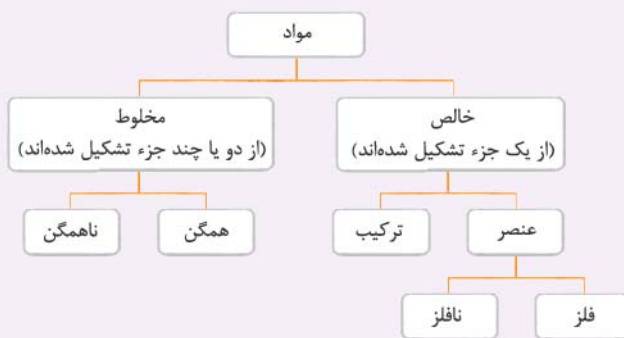 مواد
خالص
(از یک جزء تشکیل شده‌اند)
مخلوط
(از دو یا چند جزء تشکیل شده‌اند)
عنصر
ترکیب
همگن
ناهمگن
فلز
نافلز